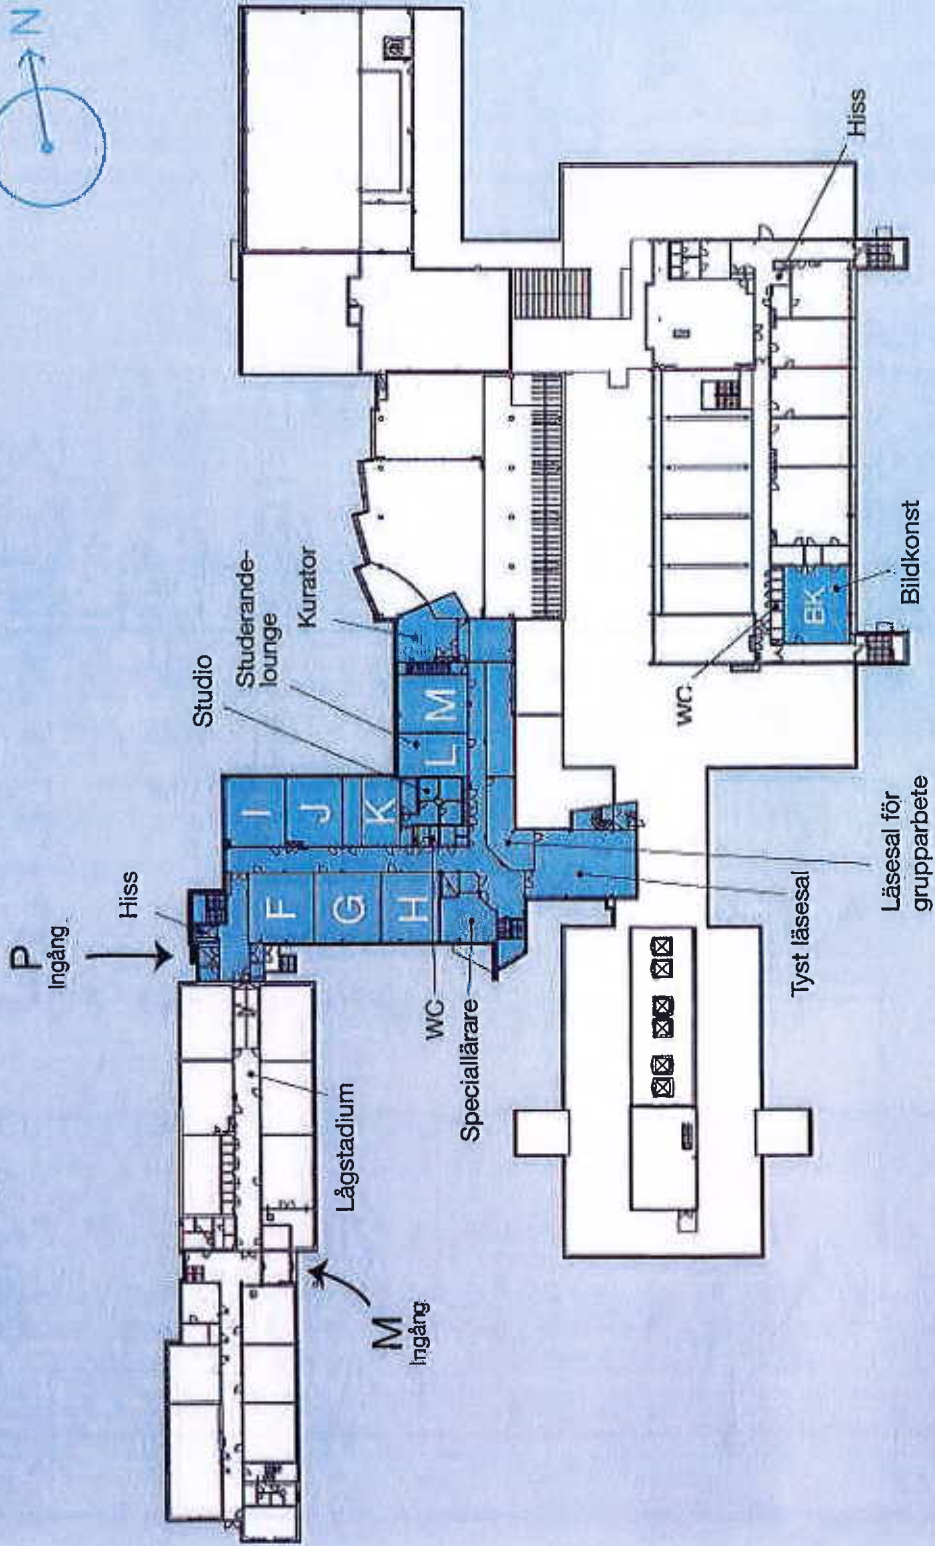 N
P
Ingång
Hiss
Studio
Studerande-
lounge
Kurator
Hiss
I
J
K
L
M
F
G
H
WC
Speciallärare
Lågstadium
M
Ingång
WC
BK
Bildkonst
Tyst läsesal
Läsesal för
grupparbete